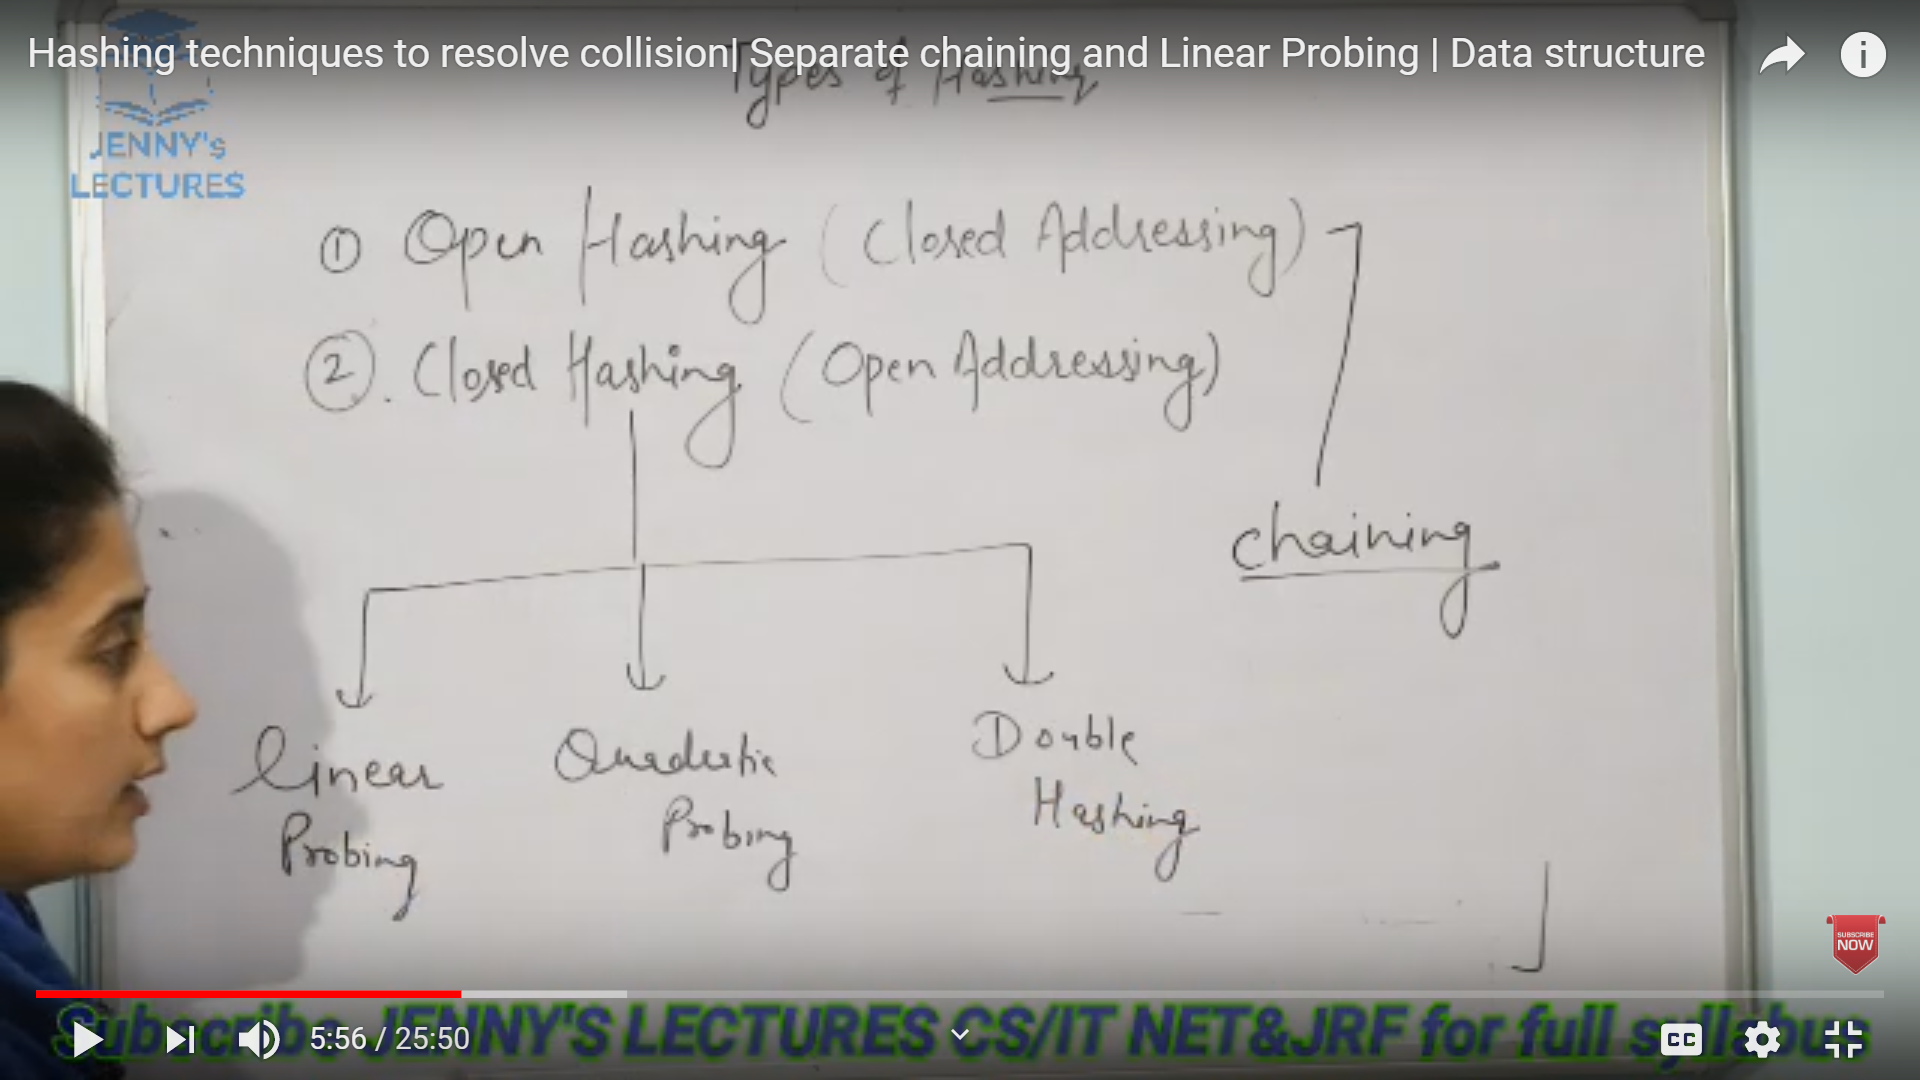 Hashing techniques to resolve collision| Separate chaining and Linear Probing | Data structure
Types of Hashing
JENNY's
LECTURES
① Open Hashing (Closed Addressing)
②. Closed Hashing (Open Addressing)
chaining
Linear
Probing
Quadratic
Probing
Double
Hashing
SUBSCRIBE
NOW
Subscribe JENNY'S LECTURES CS/IT NET&JRF for full syllabus
5:56 / 25:50
CC